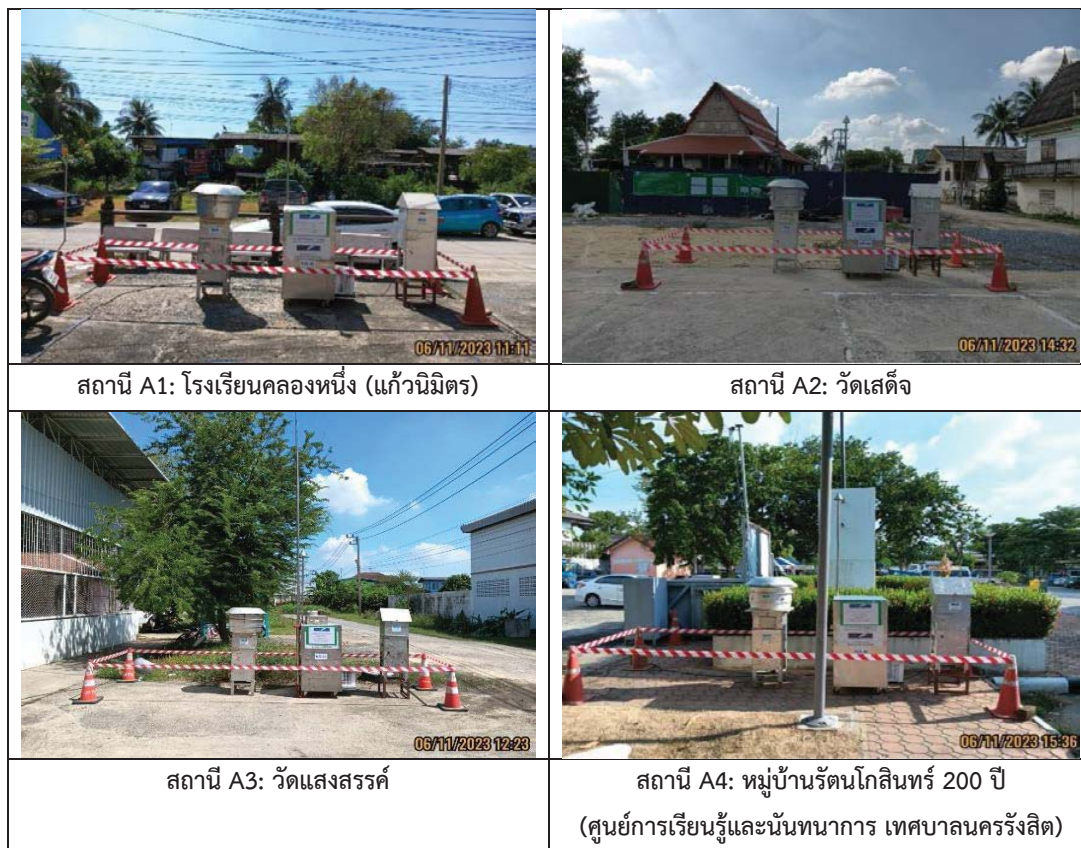 06/11/2023 11:11
06/11/2023 14:32
สถานี A1: โรงเรียนคลองหนึ่ง (แก้วนิมิตร)
สถานี A2: วัดเสด็จ
06/11/2023 12:23
06/11/2023 15:36
สถานี A3: วัดแสงสรรค์
สถานี A4: หมู่บ้านรัตนโกสินทร์ 200 ปี
(ศูนย์การเรียนรู้และนันทนาการ เทศบาลนครรังสิต)